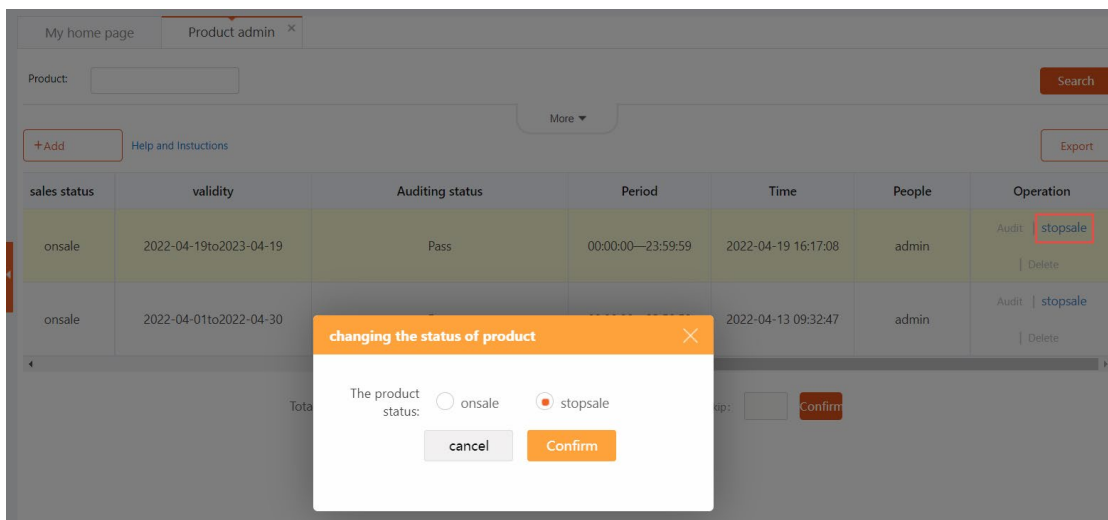 My home page Product admin ×
Product: Search
More
+Add Help and Instuctions Export
sales status validity Auditing status Period Time People Operation
onsale 2022-04-19to2023-04-19 Pass 00:00:00—23:59:59 2022-04-19 16:17:08 admin Audit | stopsale
| Delete
onsale 2022-04-01to2022-04-30 2022-04-13 09:32:47 admin Audit | stopsale
| Delete
changing the status of product
Confirm
The product
status: onsale stopsale
cancel Confirm